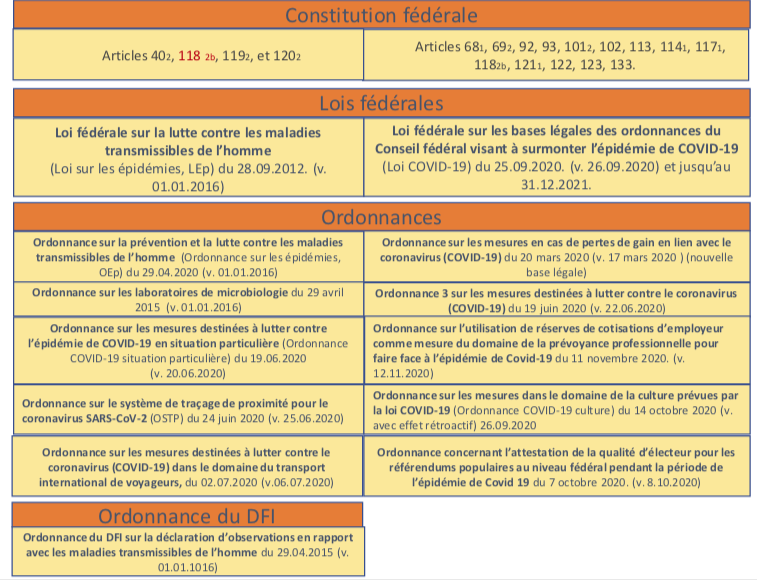 Constitution fédérale
Articles 40₂, 118 ₂b, 119₂, et 120₂
Articles 68₁, 69₂, 92, 93, 101₂, 102, 113, 114₁, 117₁,
118₂b, 121₁, 122, 123, 133.
Lois fédérales
Loi fédérale sur la lutte contre les maladies
transmissibles de l’homme
(Loi sur les épidémies, LEp) du 28.09.2012. (v.
01.01.2016)
Loi fédérale sur les bases légales des ordonnances du
Conseil fédéral visant à surmonter l’épidémie de COVID-19
(Loi COVID-19) du 25.09.2020. (v. 26.09.2020) et jusqu’au
31.12.2021.
Ordonnances
Ordonnance sur la prévention et la lutte contre les maladies
transmissibles de l’homme (Ordonnance sur les épidémies,
OEp) du 29.04.2020 (v. 01.01.2016)
Ordonnance sur les mesures en cas de pertes de gain en lien avec le
coronavirus (COVID-19) du 20 mars 2020 (v. 17 mars 2020 ) (nouvelle
base légale)
Ordonnance sur les laboratoires de microbiologie du 29 avril
2015 (v. 01.01.2016)
Ordonnance 3 sur les mesures destinées à lutter contre le coronavirus
(COVID-19) du 19 juin 2020 (v. 22.06.2020)
Ordonnance sur les mesures destinées à lutter contre
l’épidémie de COVID-19 en situation particulière (Ordonnance
COVID-19 situation particulière) du 19.06.2020
(v. 20.06.2020)
Ordonnance sur l’utilisation de réserves de cotisations d’employeur
comme mesure du domaine de la prévoyance professionnelle pour
faire face à l’épidémie de Covid-19 du 11 novembre 2020. (v.
12.11.2020)
Ordonnance sur le système de traçage de proximité pour le
coronavirus SARS-CoV-2 (OSTP) du 24 juin 2020 (v. 25.06.2020)
Ordonnance sur les mesures dans le domaine de la culture prévues par
la loi COVID-19 (Ordonnance COVID-19 culture) du 14 octobre 2020 (v.
avec effet rétroactif) 26.09.2020
Ordonnance sur les mesures destinées à lutter contre le
coronavirus (COVID-19) dans le domaine du transport
international de voyageurs, du 02.07.2020 (v.06.07.2020)
Ordonnance concernant l’attestation de la qualité d’électeur pour les
référendums populaires au niveau fédéral pendant la période de
l’épidémie de Covid 19 du 7 octobre 2020. (v. 8.10.2020)
Ordonnance du DFI
Ordonnance du DFI sur la déclaration d’observations en rapport
avec les maladies transmissibles de l’homme du 29.04.2015 (v.
01.01.1016)